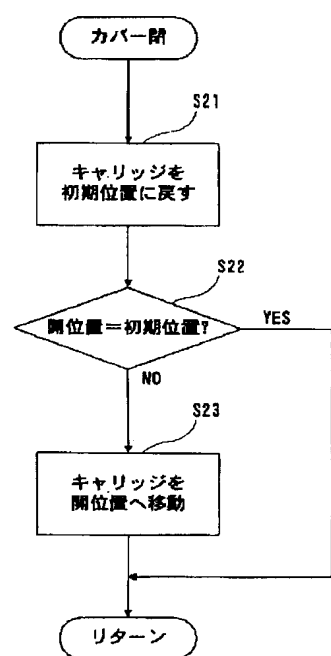 カバー閉
S21
キャリッジを
初期位置に戻す
S22
開位置=初期位置?
YES
NO
S23
キャリッジを
開位置へ移動
リターン